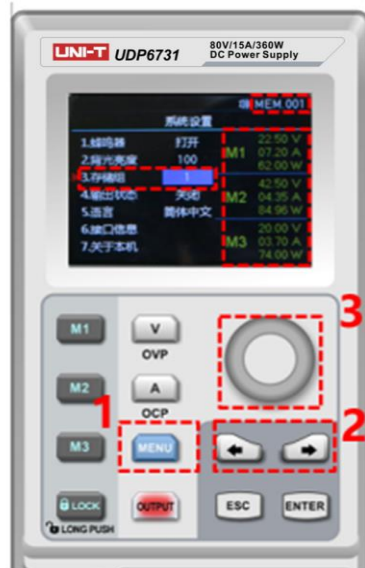 UNI-T UDP6731
80V/15A/360W
DC Power Supply
MEM.001
系统设置
1.蜂鸣器 打开
2.背光亮度 100
3.存储组 1
4.输出状态 关闭
5.语言 简体中文
6.接口信息
7.关于本机
M1
22.50 V
07.20 A
62.00 W
M2
42.50 V
04.35 A
84.96 W
M3
20.00 V
03.70 A
74.00 W
3
M1
V
OVP
M2
A
OCP
1
2
M3
MENU
LOCK
OUTPUT
ESC
ENTER
LONG PUSH